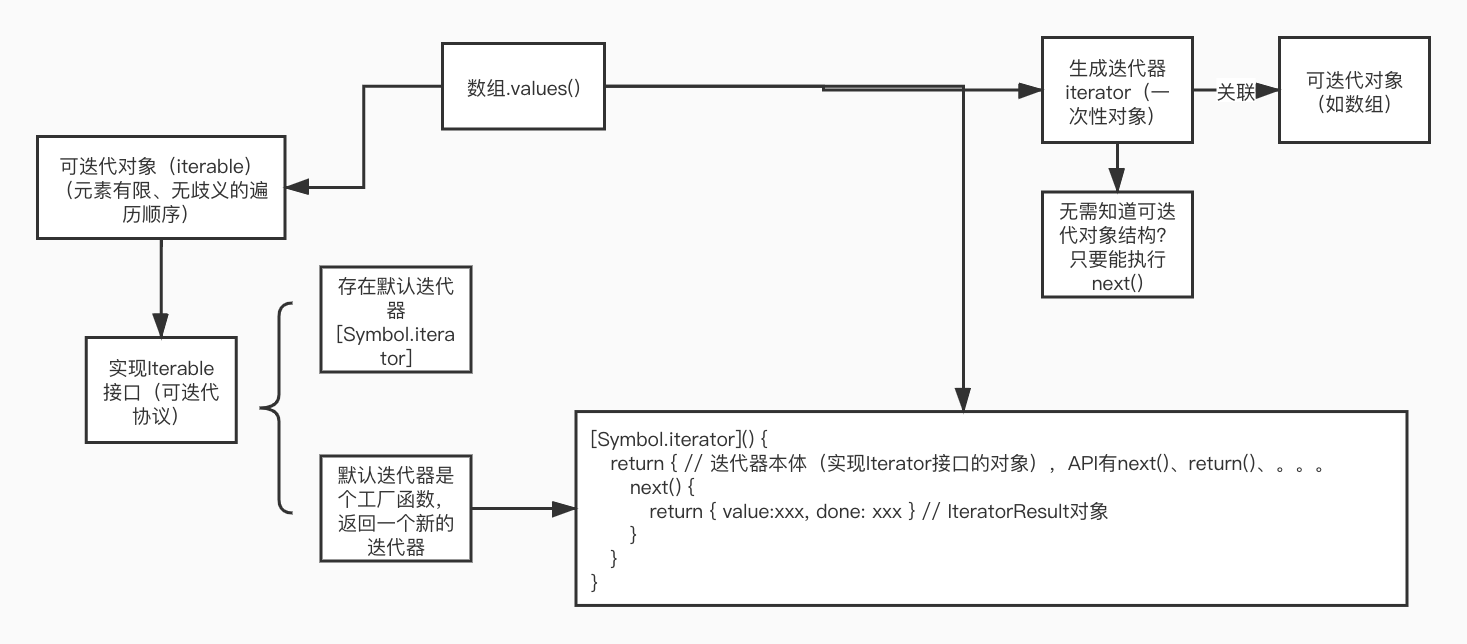 数组.values()
生成迭代器
iterator（一
次性对象）
关联
可迭代对象
（如数组）
可迭代对象（iterable）
（元素有限、无歧义的遍
历顺序）
无需知道可迭
代对象结构？
只要能执行
next()
存在默认迭代
器
[Symbol.itera
tor]
实现Iterable
接口（可迭代
协议）
默认迭代器是
个工厂函数，
返回一个新的
迭代器
[Symbol.iterator]() {
return { // 迭代器本体（实现Iterator接口的对象），API有next()、return()、。。。
next() {
return { value:xxx, done: xxx } // IteratorResult对象
}
}
}